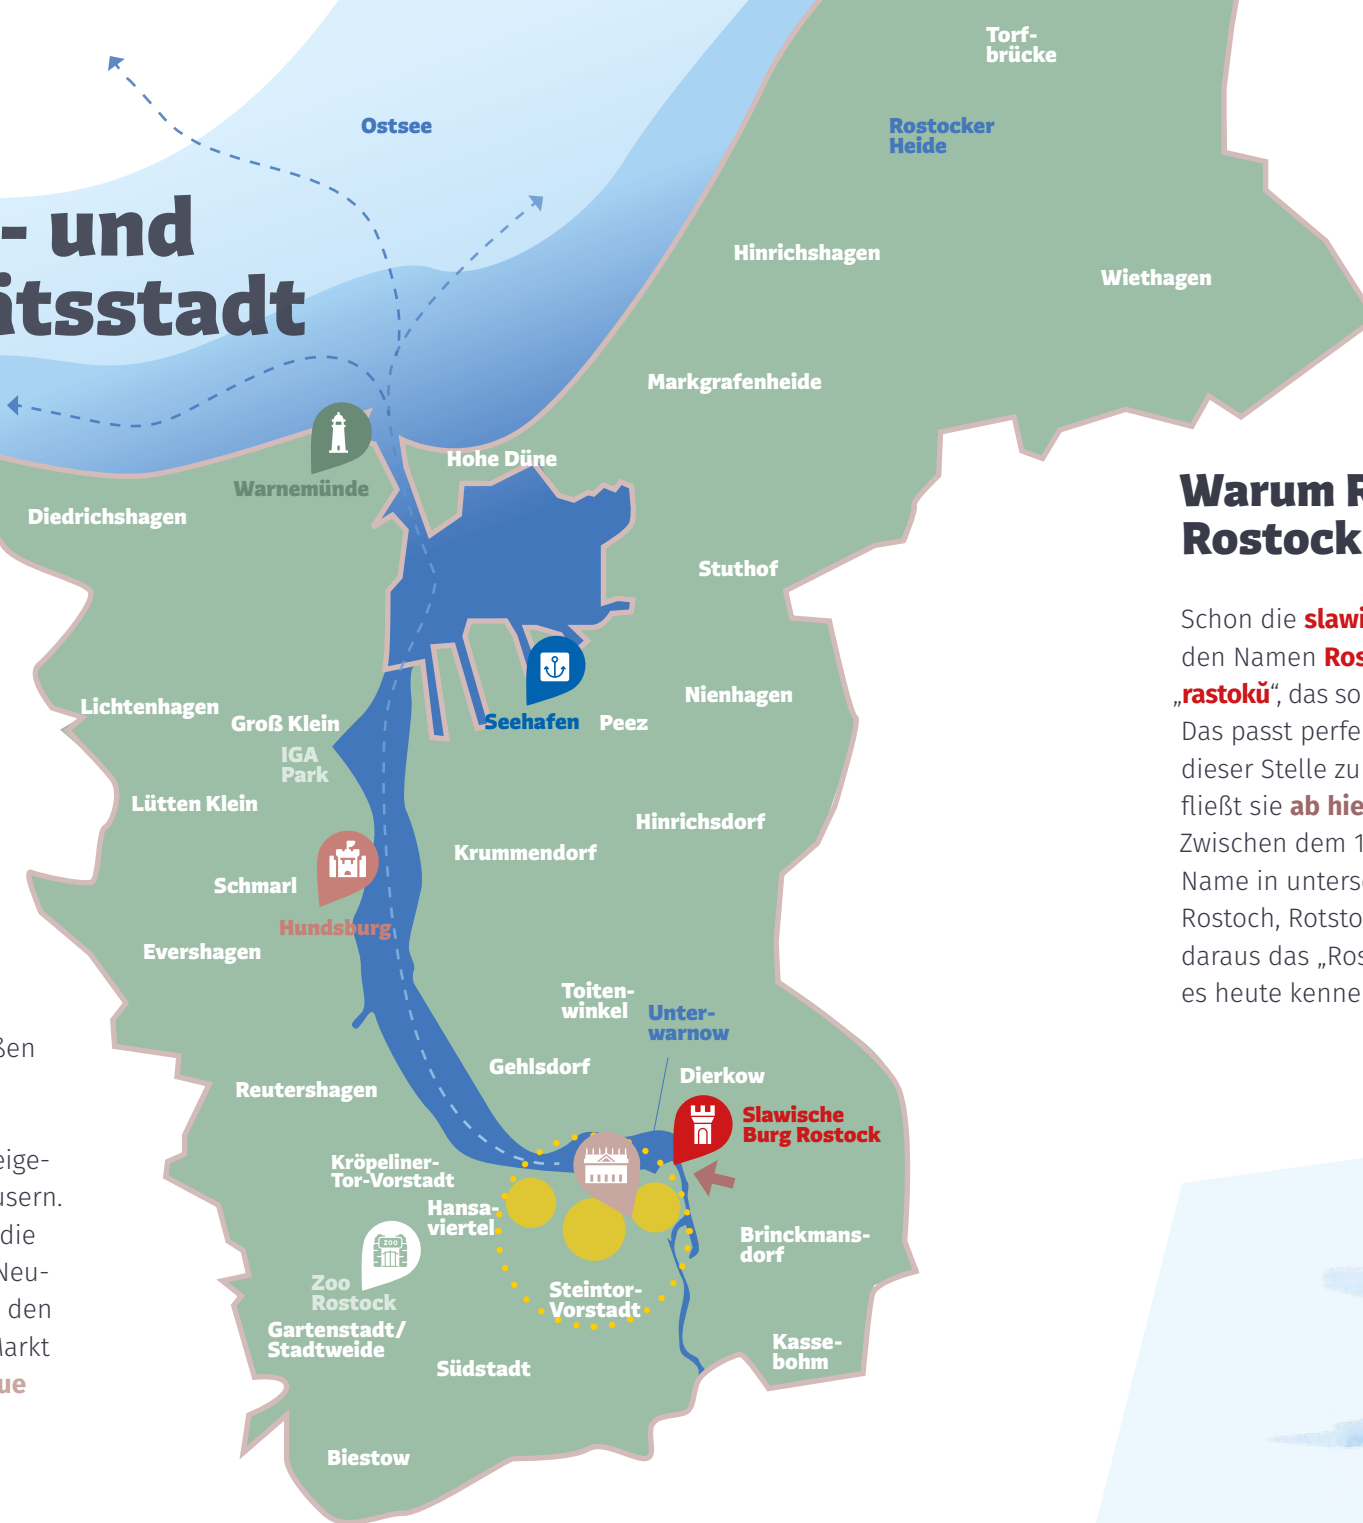 - und
itsstadt
Torf-
brücke
Ostsee
Rostocker
Heide
Hinrichshagen
Wiethagen
Markgrafenheide
Hohe Düne
Warnemünde
Diedrichshagen
Stuthof
Lichtenhagen
Groß Klein
IGA
Park
Seehafen
Peez
Nienhagen
Lütten Klein
Hinrichsdorf
Krummendorf
Schmarl
Hundsburg
Evershagen
Toiten-
winkel
Unter-
warnow
Gehlsdorf
Dierkow
Reutershagen
Slawische
Burg Rostock
Kröpeliner-
Tor-Vorstadt
Hansa-
viertel
Brinckmans-
dorf
ZOO
Zoo
Rostock
Steintor-
Vorstadt
Gartenstadt/
Stadtweide
Südstadt
Kasse-
bohm
Biestow
ßen
eige-
usern.
die
Neu-
den
Markt
ue
Warum R
Rostock
Schon die slawi
den Namen Ros
„rastokŭ“, das so
Das passt perfe
dieser Stelle zu
fließt sie ab hie
Zwischen dem 1
Name in unters
Rostoch, Rotsto
daraus das „Ros
es heute kenne